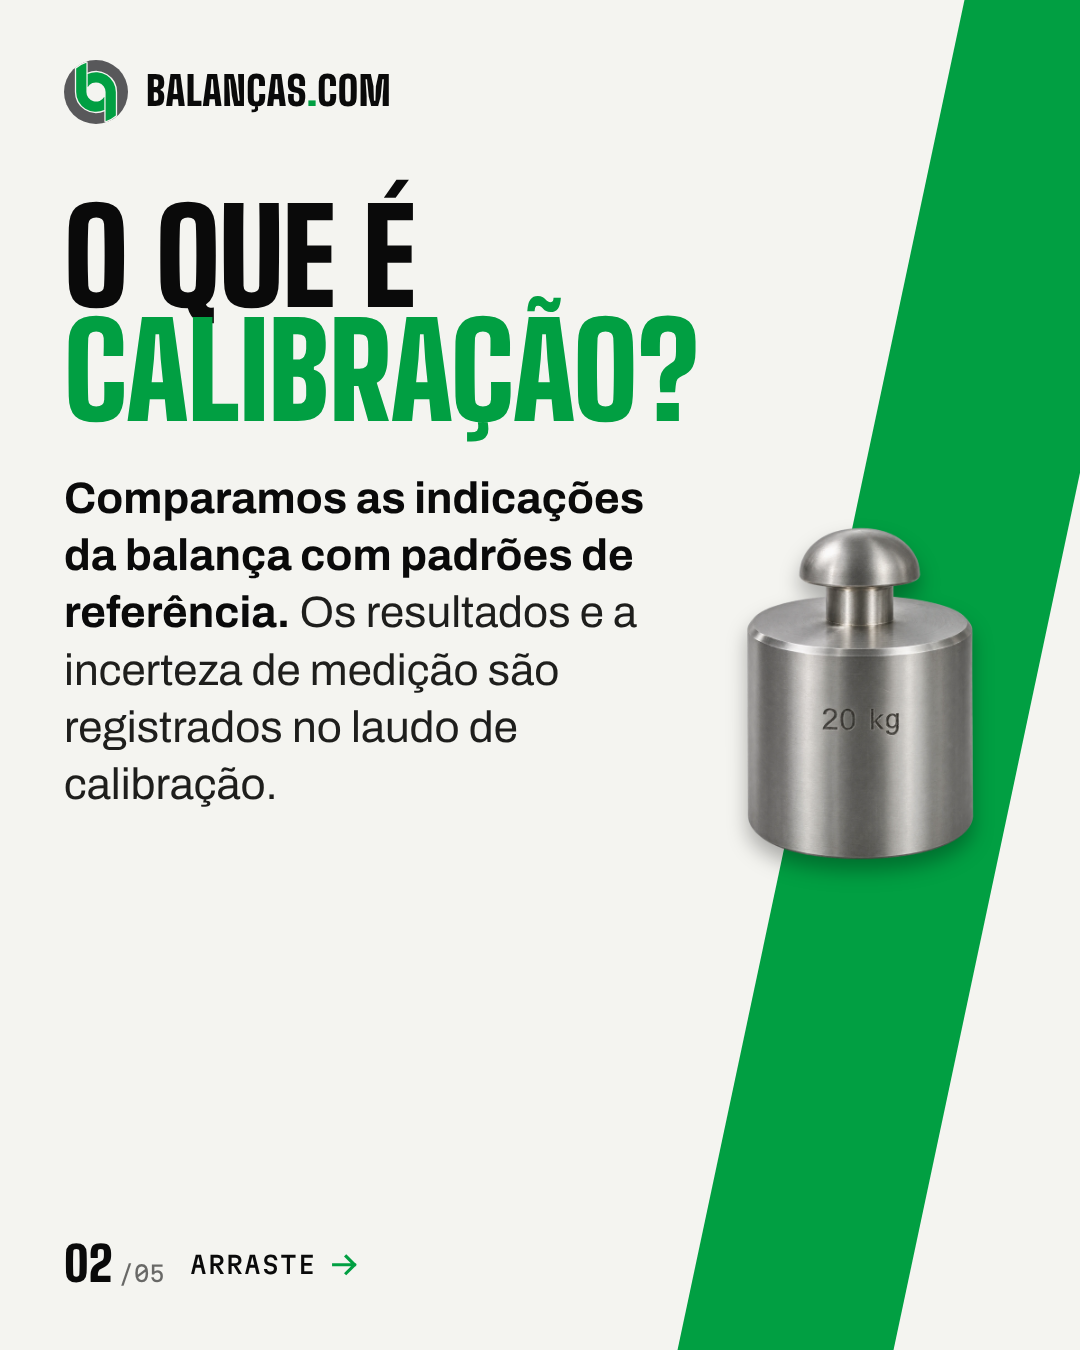 BALANÇAS.COM
O QUE É
CALIBRAÇÃO?
Comparamos as indicações
da balança com padrões de
referência. Os resultados e a
incerteza de medição são
registrados no laudo de
calibração.
20 kg
02 /05 ARRASTE →